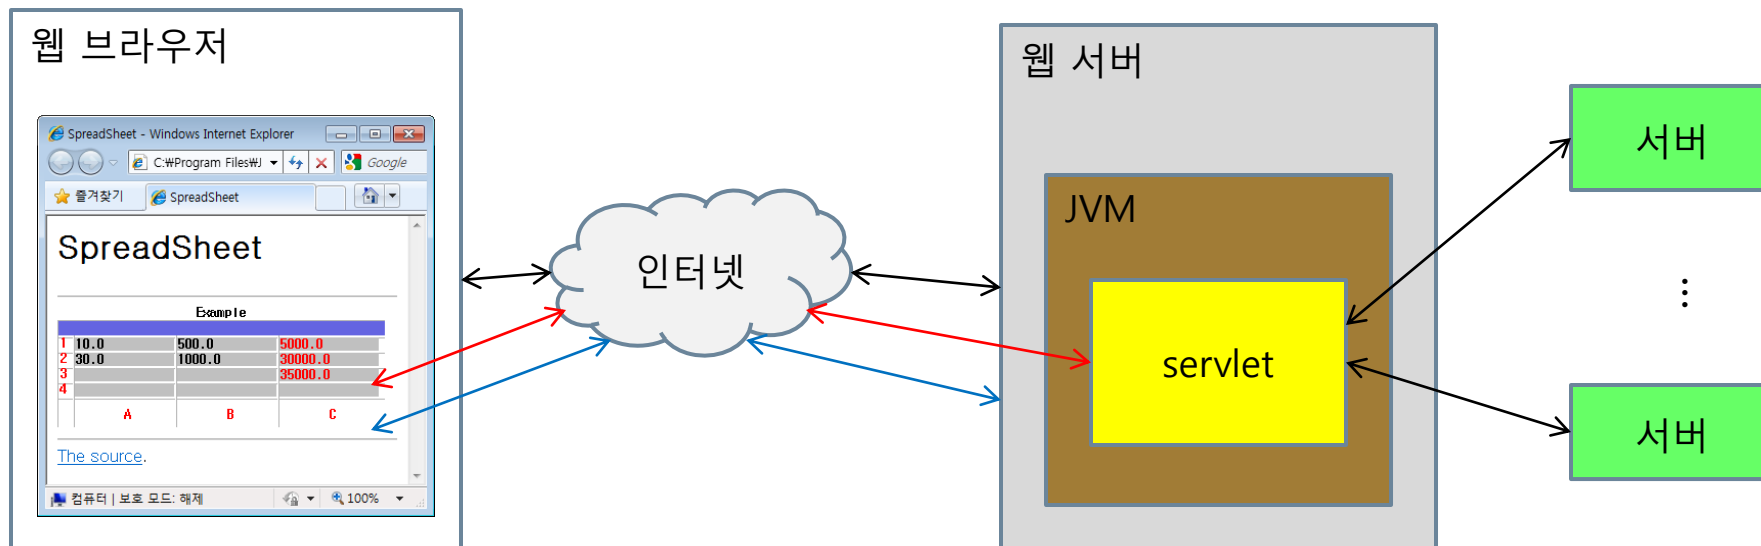 웹 브라우저
SpreadSheet - Windows Internet Explorer
C:₩Program Files₩J
Google
즐겨찾기
SpreadSheet
SpreadSheet
Example
1 10.0 500.0 5000.0
2 30.0 1000.0 30000.0
3 35000.0
4
A B C
The source.
컴퓨터 | 보호 모드: 해제
100%
인터넷
웹 서버
JVM
servlet
서버
⋮
서버